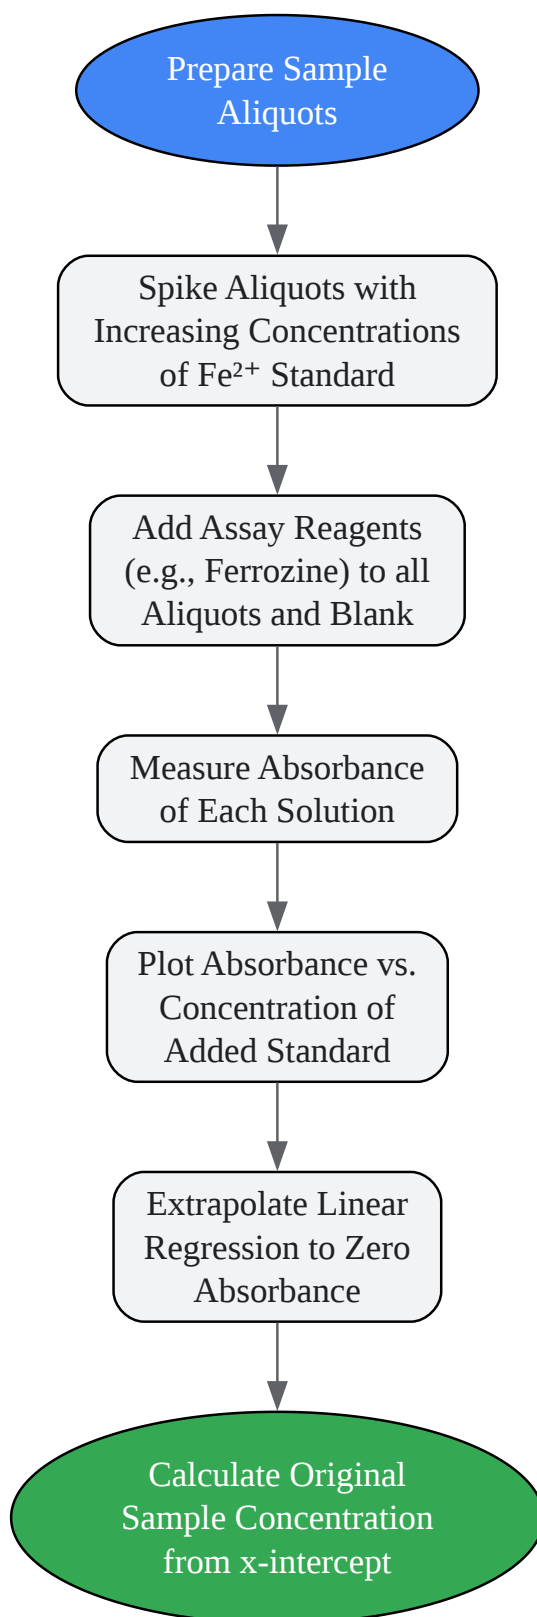 Prepare Sample
Aliquots
Spike Aliquots with
Increasing Concentrations
of Fe²⁺ Standard
Add Assay Reagents
(e.g., Ferrozine) to all
Aliquots and Blank
Measure Absorbance
of Each Solution
Plot Absorbance vs.
Concentration of
Added Standard
Extrapolate Linear
Regression to Zero
Absorbance
Calculate Original
Sample Concentration
from x-intercept